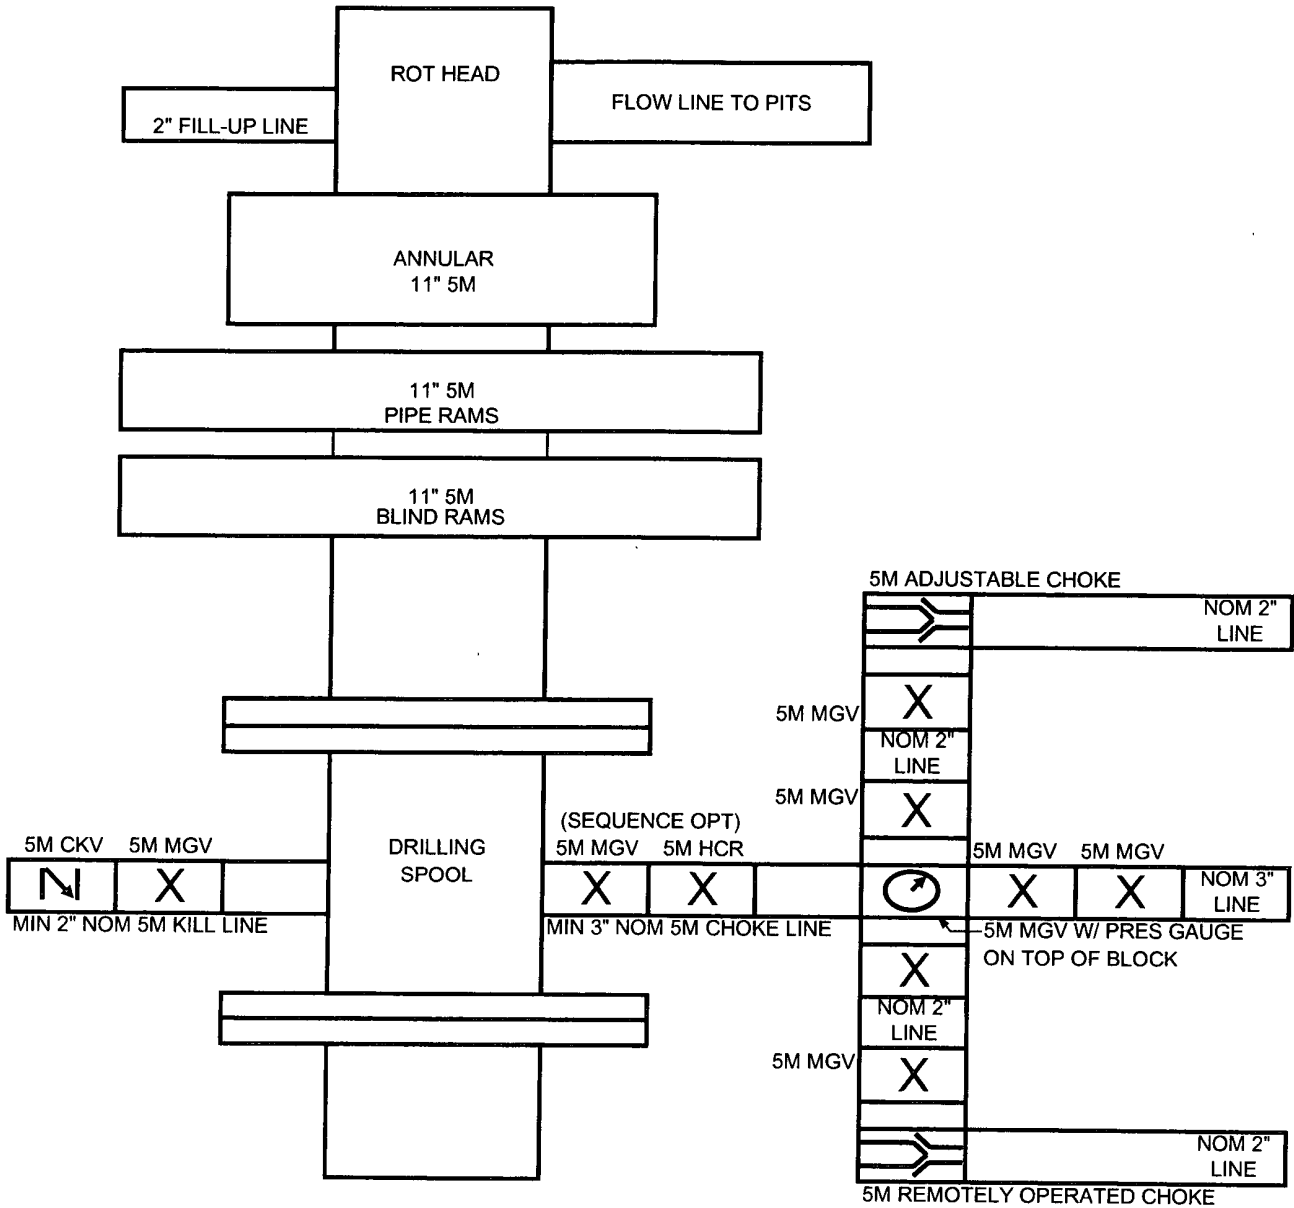 ROT HEAD
FLOW LINE TO PITS
2" FILL-UP LINE
ANNULAR
11" 5M
11" 5M
PIPE RAMS
11" 5M
BLIND RAMS
5M ADJUSTABLE CHOKE
NOM 2"
LINE
5M MGV
X
NOM 2"
LINE
5M MGV
X
(SEQUENCE OPT)
5M CKV
5M MGV
DRILLING
SPOOL
5M MGV
5M HCR
5M MGV
5M MGV
X
X
X
X
X
NOM 3"
LINE
MIN 2" NOM 5M KILL LINE
MIN 3" NOM 5M CHOKE LINE
5M MGV W/ PRES GAUGE
ON TOP OF BLOCK
X
NOM 2"
LINE
5M MGV
X
NOM 2"
LINE
5M REMOTELY OPERATED CHOKE